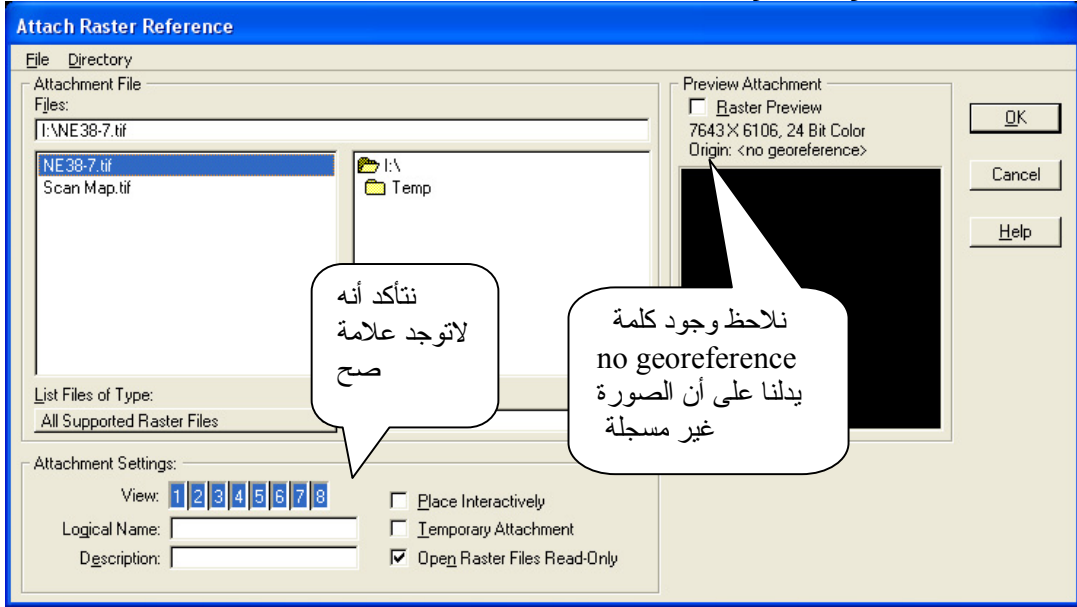 Attach Raster Reference
File Directory
Attachment File
Files:
I:\NE38-7.tif
NE38-7.tif
Scan Map.tif
I:\
Temp
List Files of Type:
All Supported Raster Files
Preview Attachment
Raster Preview
7643 X 6106, 24 Bit Color
Origin: <no georeference>
OK
Cancel
Help
نتأكد أنه
لاتوجد علامة
صح
نلاحظ وجود كلمة
no georeference
يدلنا على أن الصورة
غير مسجلة
Attachment Settings:
View: 1 2 3 4 5 6 7 8
Logical Name:
Description:
Place Interactively
Temporary Attachment
Open Raster Files Read-Only